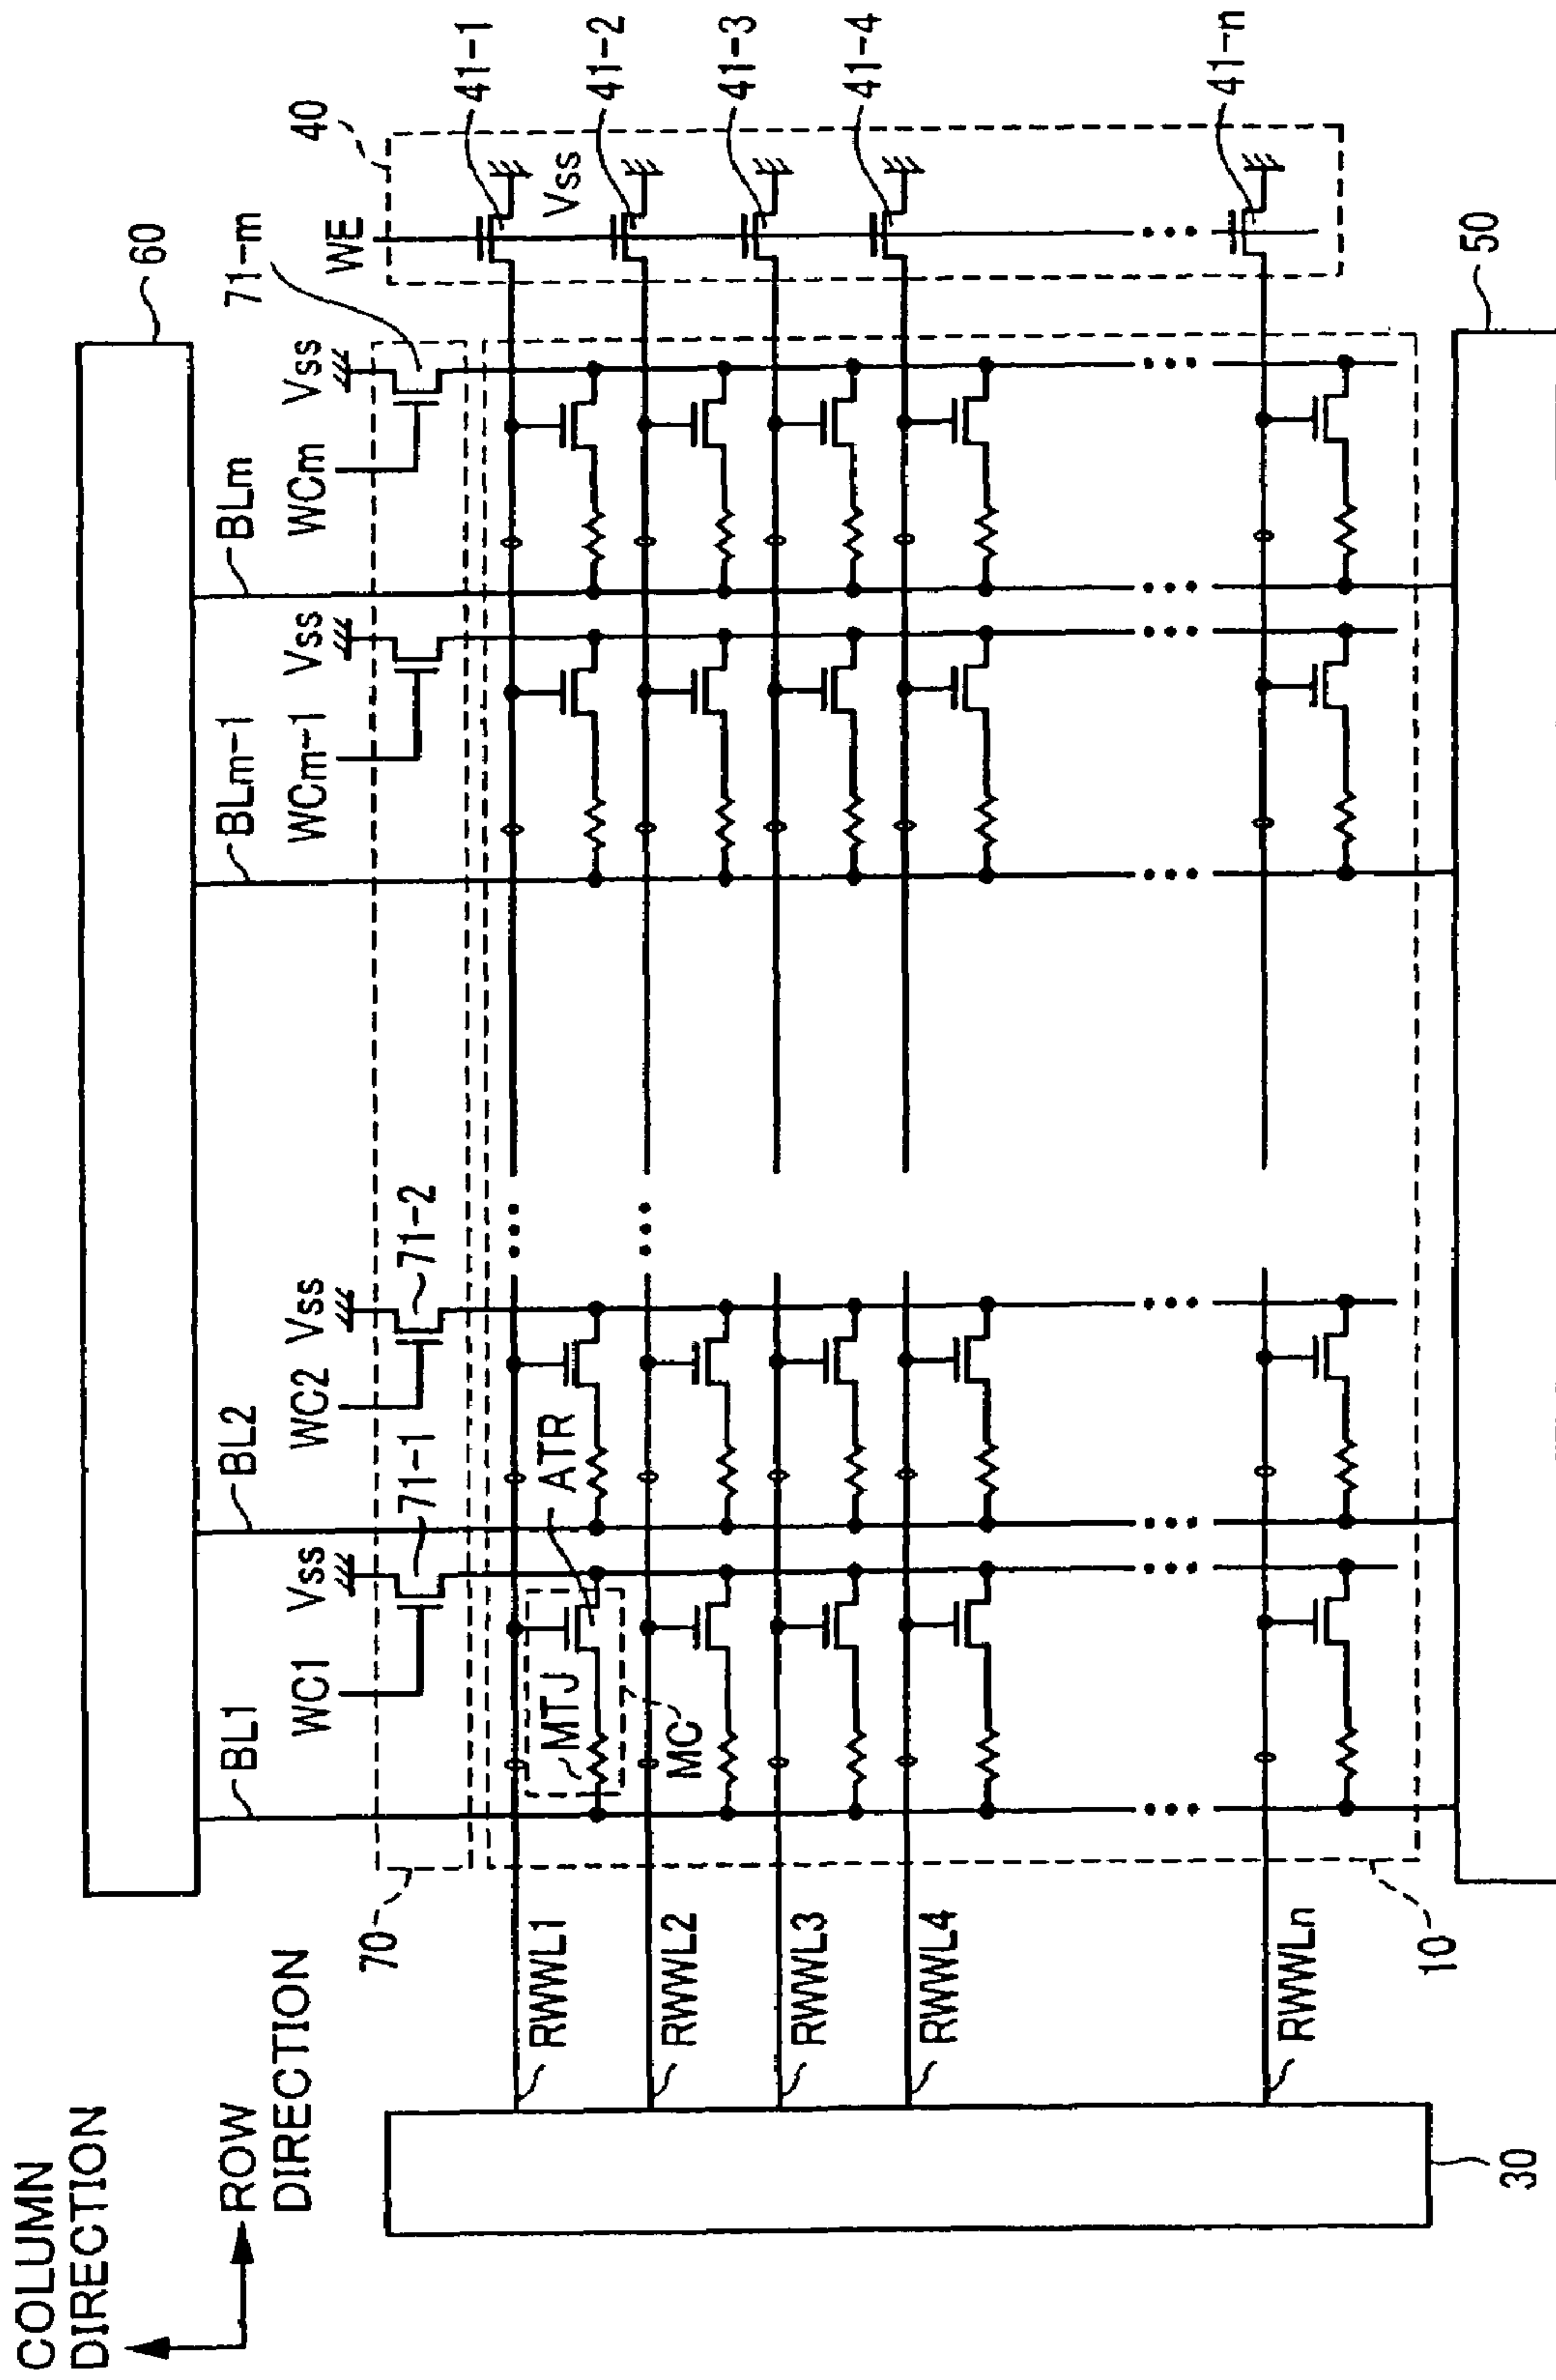 COLUMN
DIRECTION
ROW
DIRECTION
60
BL1
BL2
BLm-1
BLm
WC1
Vss
WC2
Vss
WCm-1
Vss
WCm
Vss
71-m
WE
40
70
71-1
71-2
41-1
RWWL1
MTJ
ATR
Vss
41-2
RWWL2
MC
41-3
RWWL3
41-4
RWWL4
41-n
RWWLn
10
30
50